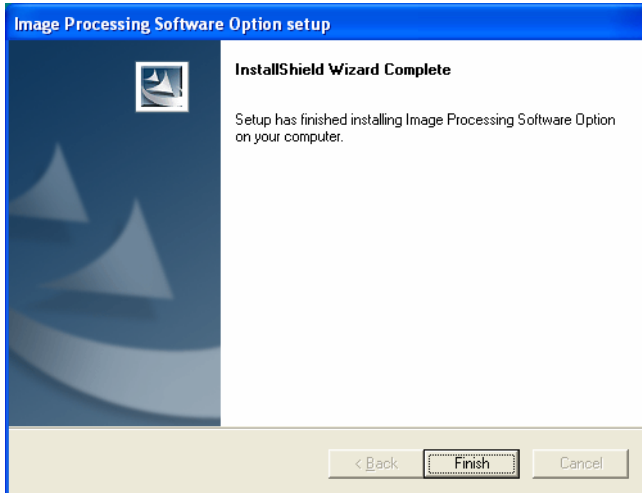 Image Processing Software Option setup
InstallShield Wizard Complete
Setup has finished installing Image Processing Software Option
on your computer.
< Back
Finish
Cancel